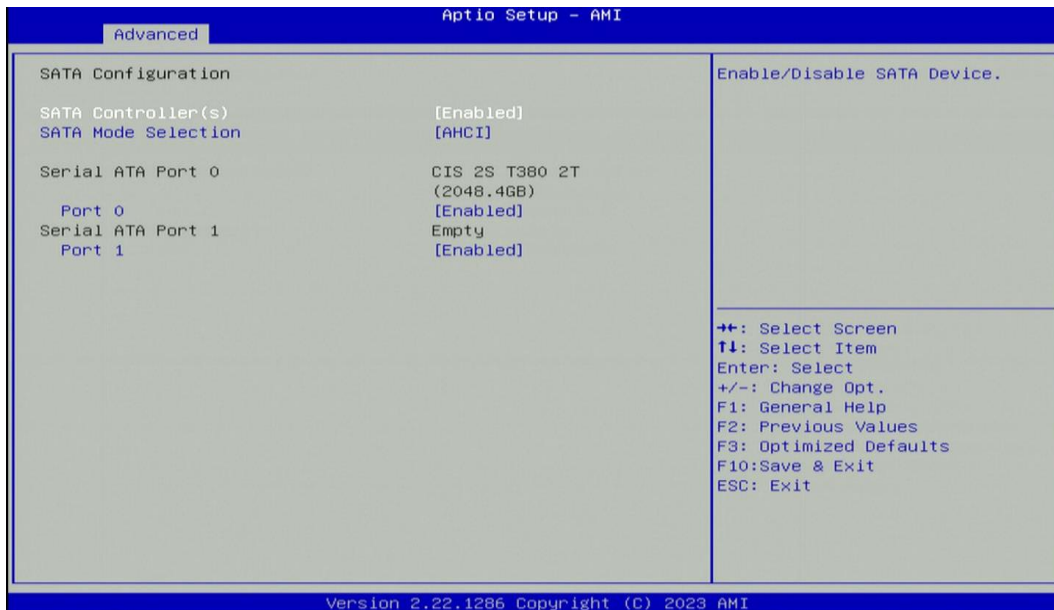 Aptio Setup – AMI
Advanced
SATA Configuration
SATA Controller(s) [Enabled]
SATA Mode Selection [AHCI]
Serial ATA Port 0 CIS 2S T380 2T
(2048.4GB)
Port 0 [Enabled]
Serial ATA Port 1 Empty
Port 1 [Enabled]
Enable/Disable SATA Device.
→←: Select Screen
↑↓: Select Item
Enter: Select
+/-: Change Opt.
F1: General Help
F2: Previous Values
F3: Optimized Defaults
F10:Save & Exit
ESC: Exit
Version 2.22.1286 Copyright (C) 2023 AMI